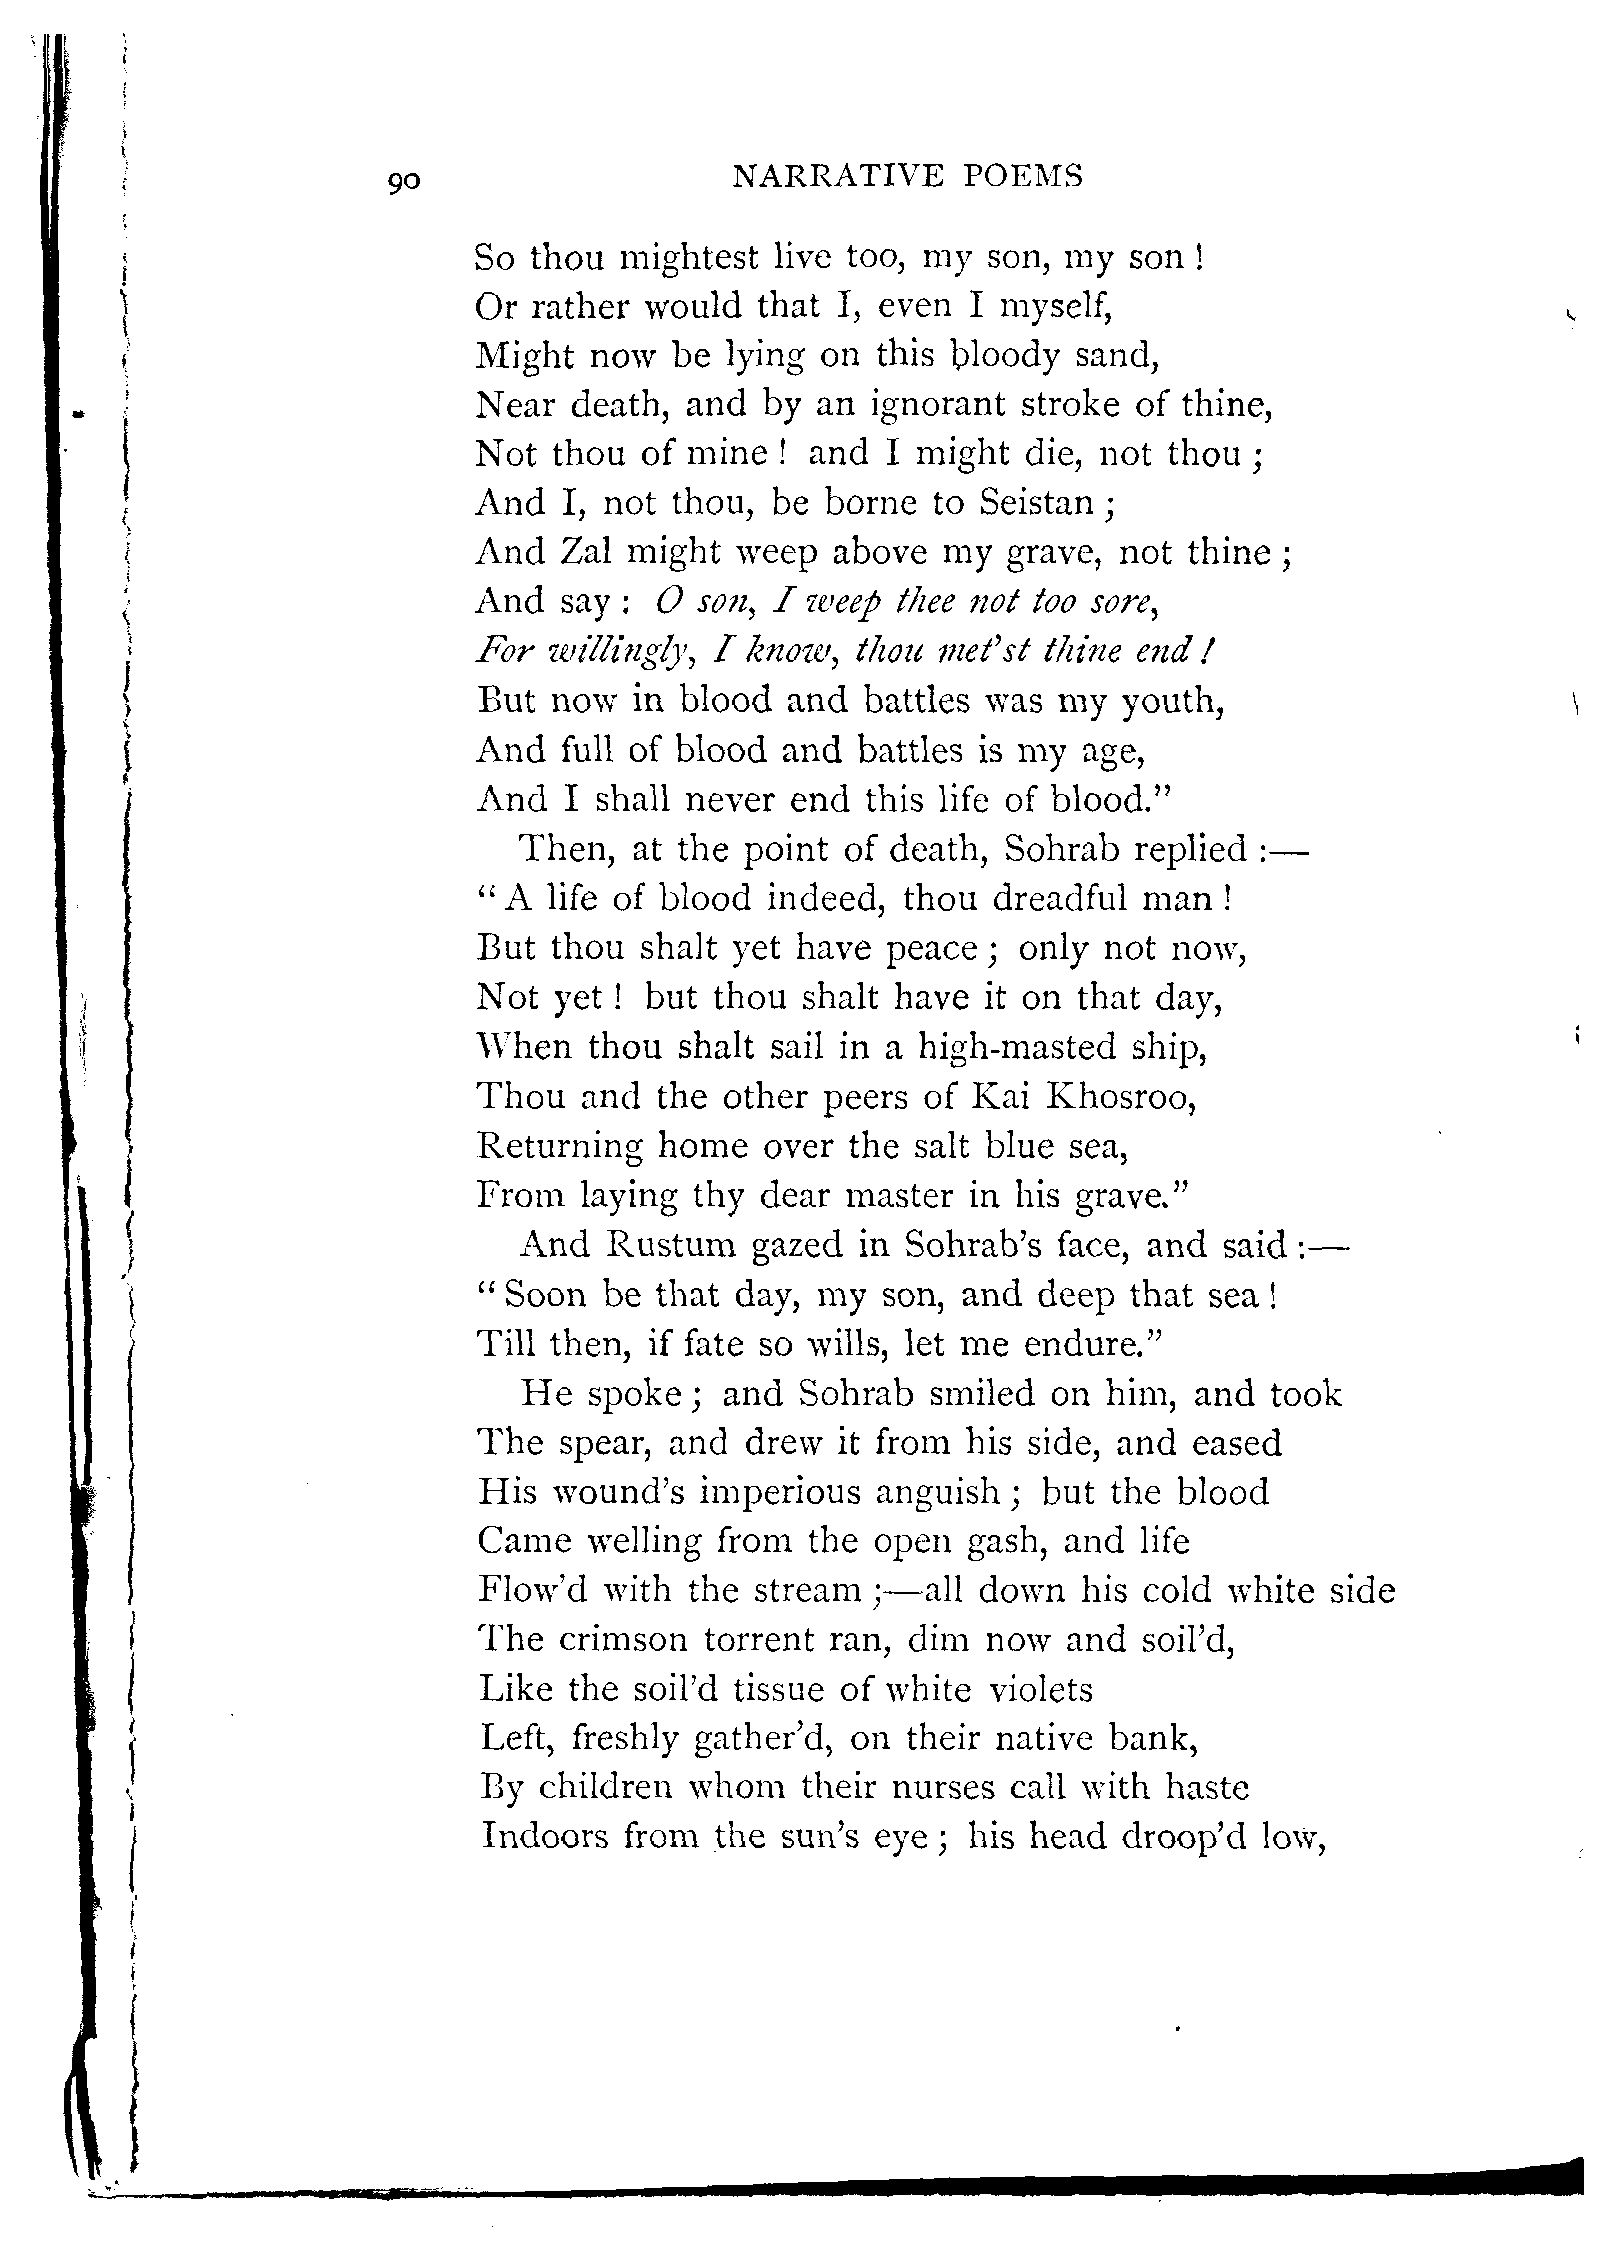 90 NARRATIVE POEMS
So thou mightest live too, my son, my son !
Or rather would that I, even I myself,
Might now be lying on this bloody sand,
Near death, and by an ignorant stroke of thine,
Not thou of mine ! and I might die, not thou ;
And I, not thou, be borne to Seistan ;
And Zal might weep above my grave, not thine ;
And say : O son, I weep thee not too sore,
For willingly, I know, thou met'st thine end !
But now in blood and battles was my youth,
And full of blood and battles is my age,
And I shall never end this life of blood.”
Then, at the point of death, Sohrab replied :—
“ A life of blood indeed, thou dreadful man !
But thou shalt yet have peace ; only not now,
Not yet ! but thou shalt have it on that day,
When thou shalt sail in a high-masted ship,
Thou and the other peers of Kai Khosroo,
Returning home over the salt blue sea,
From laying thy dear master in his grave.”
And Rustum gazed in Sohrab’s face, and said :—
“ Soon be that day, my son, and deep that sea !
Till then, if fate so wills, let me endure.”
He spoke ; and Sohrab smiled on him, and took
The spear, and drew it from his side, and eased
His wound’s imperious anguish ; but the blood
Came welling from the open gash, and life
Flow’d with the stream ;—all down his cold white side
The crimson torrent ran, dim now and soil’d,
Like the soil’d tissue of white violets
Left, freshly gather’d, on their native bank,
By children whom their nurses call with haste
Indoors from the sun’s eye ; his head droop’d low,